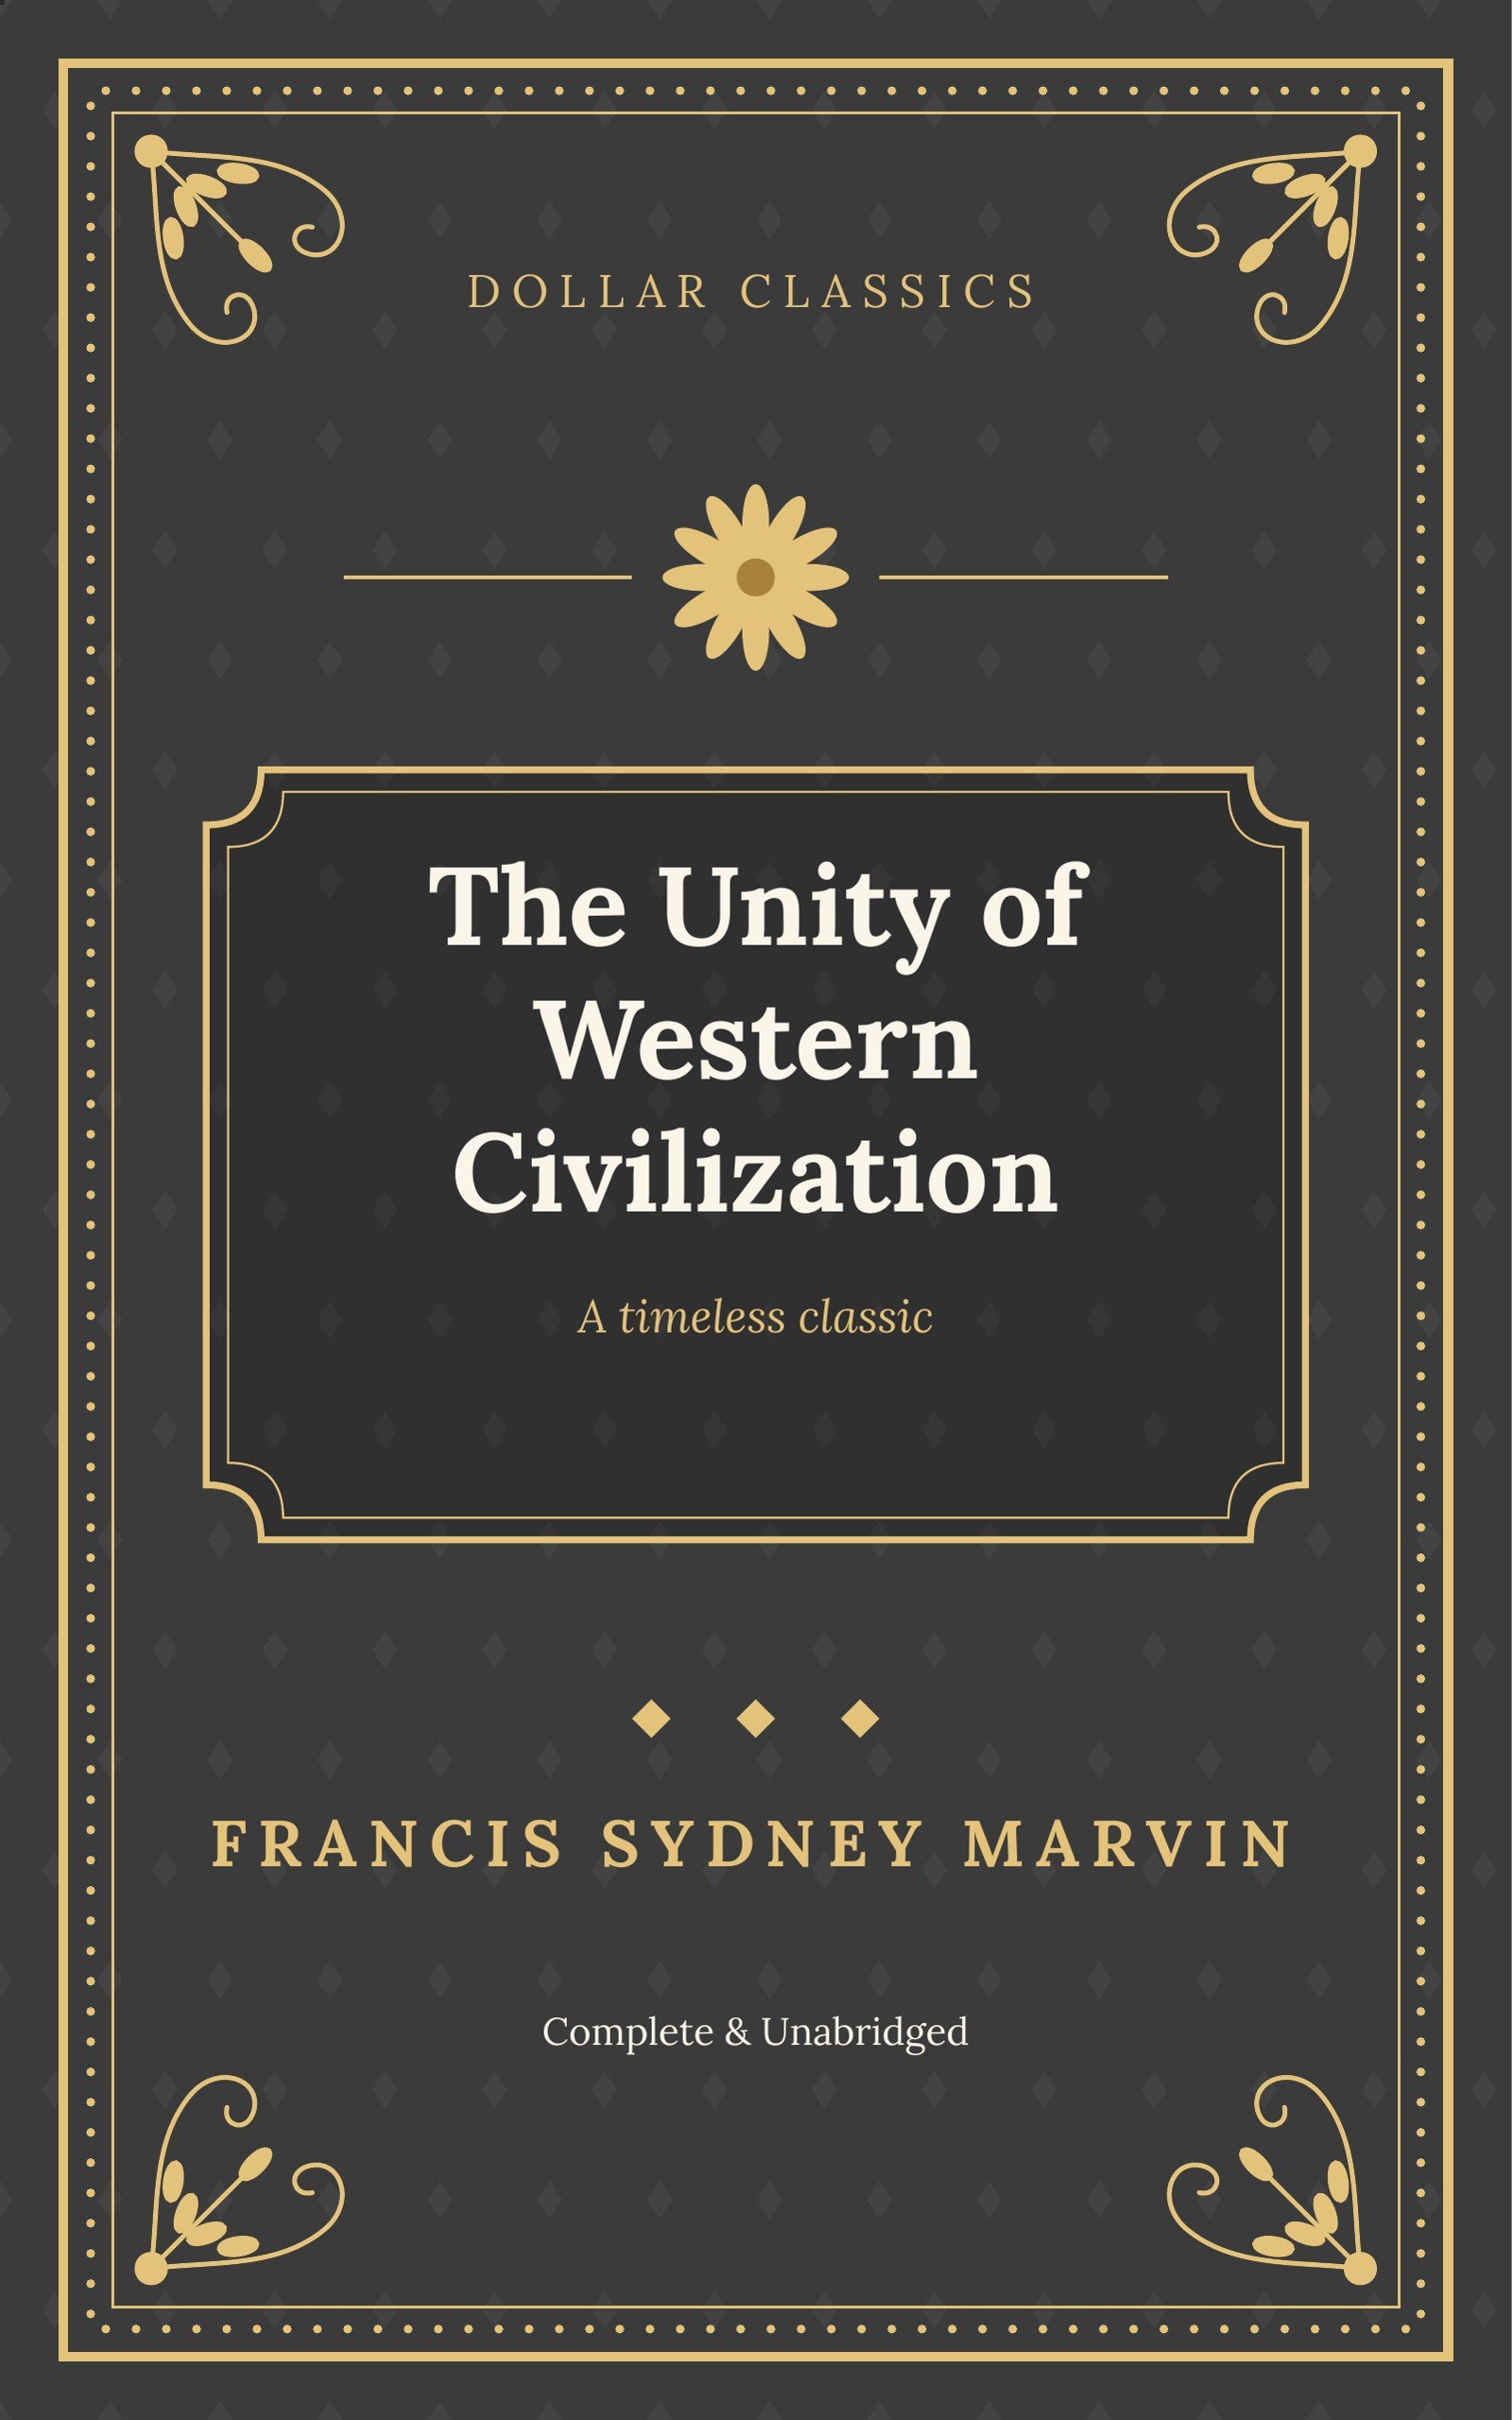 DOLLAR CLASSICS
The Unity of
Western
Civilization
A timeless classic
FRANCIS SYDNEY MARVIN
Complete & Unabridged